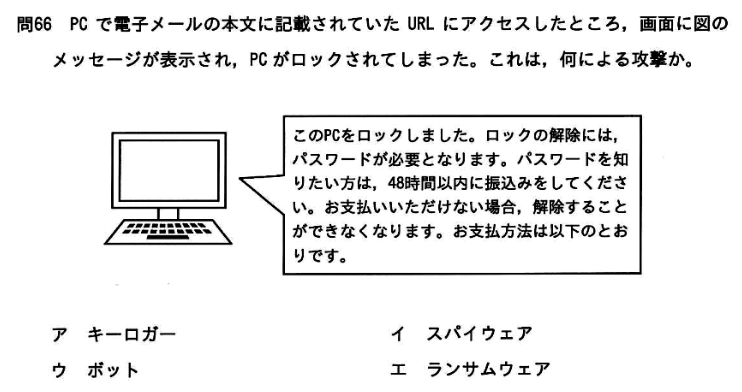 問66 PC で電子メールの本文に記載されていた URL にアクセスしたところ，画面に図の
メッセージが表示され，PC がロックされてしまった。これは，何による攻撃か。
このPCをロックしました。ロックの解除には，
パスワードが必要となります。パスワードを知
りたい方は，48時間以内に振込みをしてくださ
い。お支払いいただけない場合，解除すること
ができなくなります。お支払方法は以下のとお
りです。
ア キーロガー イ スパイウェア
ウ ボット エ ランサムウェア